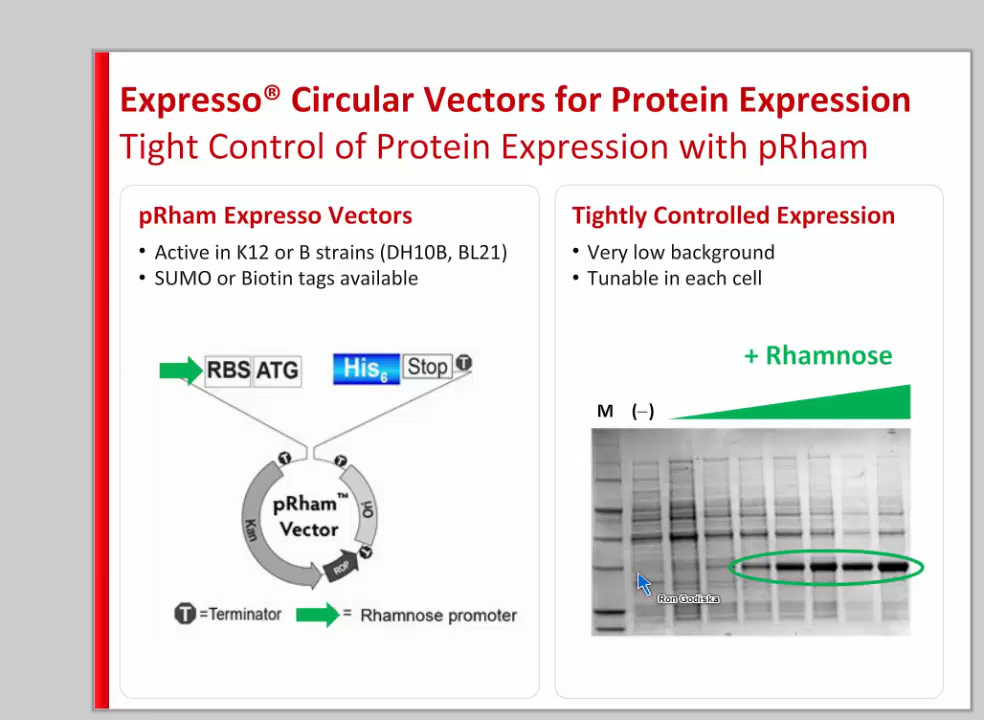 Expresso® Circular Vectors for Protein Expression
Tight Control of Protein Expression with pRham
pRham Expresso Vectors
• Active in K12 or B strains (DH10B, BL21)
• SUMO or Biotin tags available
RBS ATG
His6 Stop T
T T
pRham™
Vector
Kan
Ori
ROP
T
T =Terminator = Rhamnose promoter
Tightly Controlled Expression
• Very low background
• Tunable in each cell
+ Rhamnose
M (–)
Ron Godiska